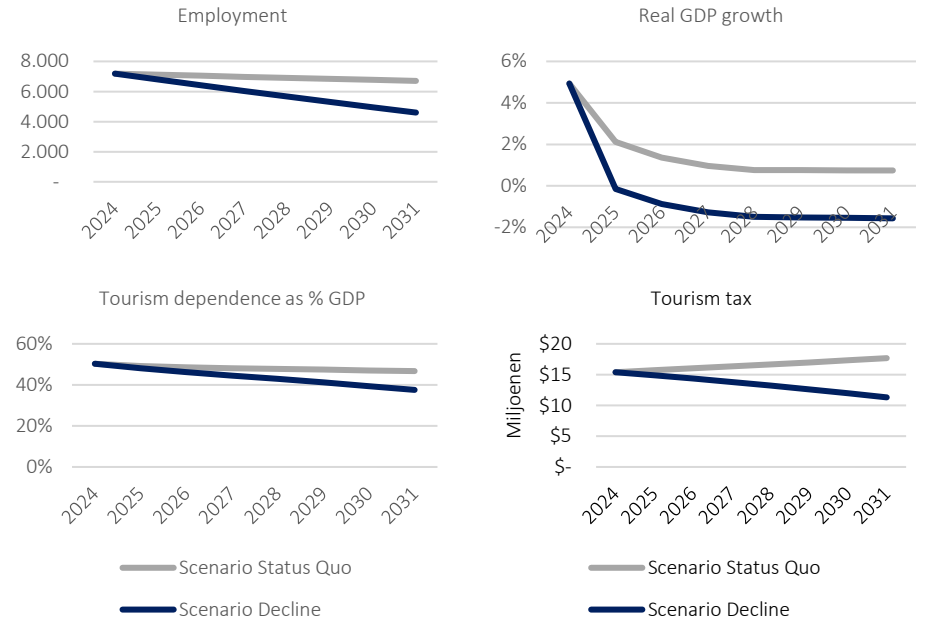 Employment
8.000
6.000
4.000
2.000
-
2024 2025 2026 2027 2028 2029 2030 2031
Real GDP growth
6%
4%
2%
0%
-2%
2024 2025 2026 2027 2028 2029 2030 2031
Tourism dependence as % GDP
60%
40%
20%
0%
2024 2025 2026 2027 2028 2029 2030 2031
Scenario Status Quo
Scenario Decline
Tourism tax
Miljoenen
$20
$15
$10
$5
$-
2024 2025 2026 2027 2028 2029 2030 2031
Scenario Status Quo
Scenario Decline